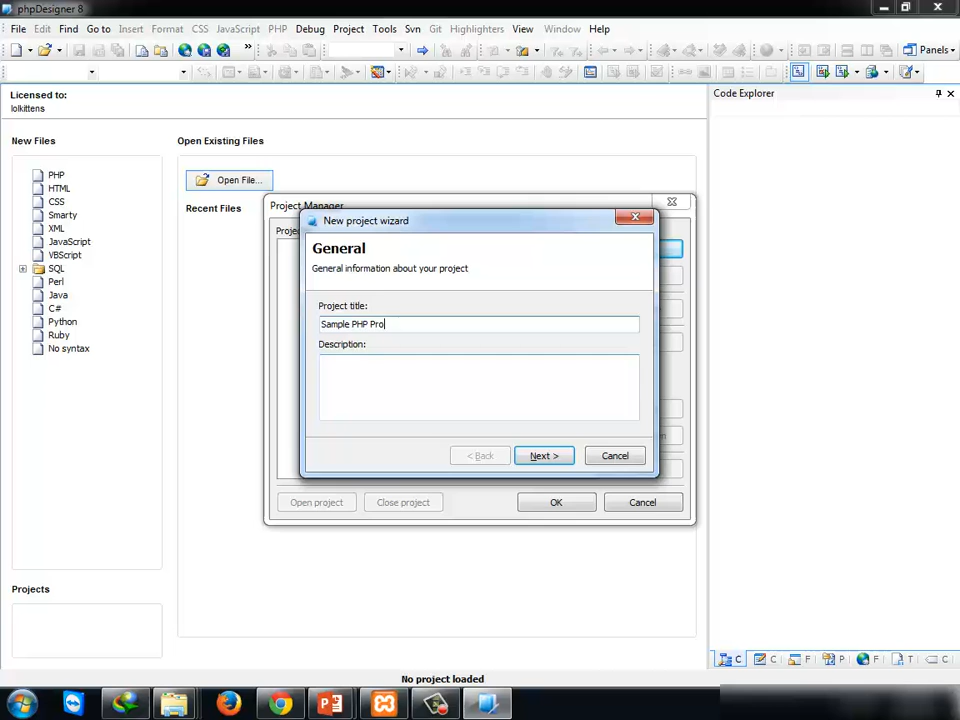 phpDesigner 8
File Edit Find Go to Insert Format CSS JavaScript PHP Debug Project Tools Svn Git Highlighters View Window Help
Panels
Licensed to:
lolkittens
Code Explorer
New Files
Open Existing Files
PHP
HTML
CSS
Smarty
XML
JavaScript
VBScript
SQL
Perl
Java
C#
Python
Ruby
No syntax
Open File...
Recent Files
Project Manager
New project wizard
General
General information about your project
Project title:
Sample PHP Pro
Description:
< Back
Next >
Cancel
Open project
Close project
OK
Cancel
Projects
C C F P F T C
No project loaded